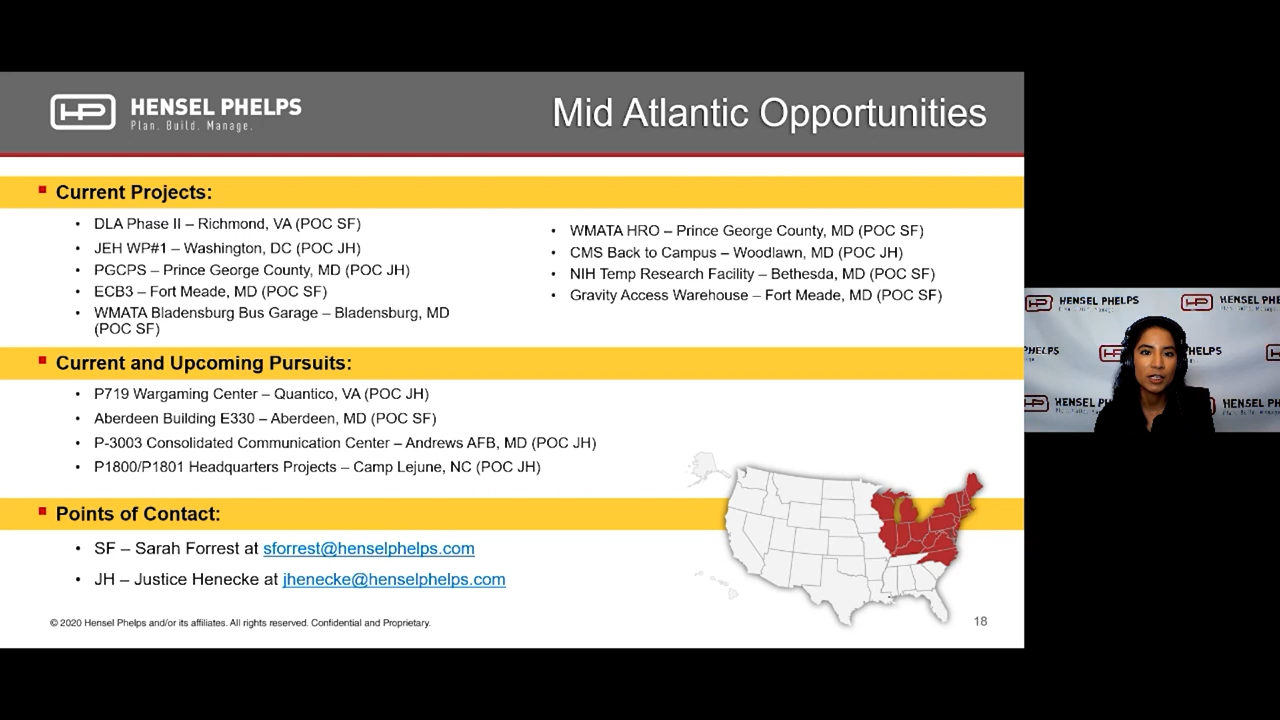 HENSEL PHELPS
Plan. Build. Manage.
Mid Atlantic Opportunities
Current Projects:
• DLA Phase II – Richmond, VA (POC SF)
• JEH WP#1 – Washington, DC (POC JH)
• PGCPS – Prince George County, MD (POC JH)
• ECB3 – Fort Meade, MD (POC SF)
• WMATA Bladensburg Bus Garage – Bladensburg, MD
(POC SF)
• WMATA HRO – Prince George County, MD (POC SF)
• CMS Back to Campus – Woodlawn, MD (POC JH)
• NIH Temp Research Facility – Bethesda, MD (POC SF)
• Gravity Access Warehouse – Fort Meade, MD (POC SF)
Current and Upcoming Pursuits:
• P719 Wargaming Center – Quantico, VA (POC JH)
• Aberdeen Building E330 – Aberdeen, MD (POC SF)
• P-3003 Consolidated Communication Center – Andrews AFB, MD (POC JH)
• P1800/P1801 Headquarters Projects – Camp Lejune, NC (POC JH)
Points of Contact:
• SF – Sarah Forrest at sforrest@henselphelps.com
• JH – Justice Henecke at jhenecke@henselphelps.com
© 2020 Hensel Phelps and/or its affiliates. All rights reserved. Confidential and Proprietary.
18
HP HENSEL PHELPS
HP HENSEL PHE
PHELPS
HP
HELPS
HENSEL
HENSEL P